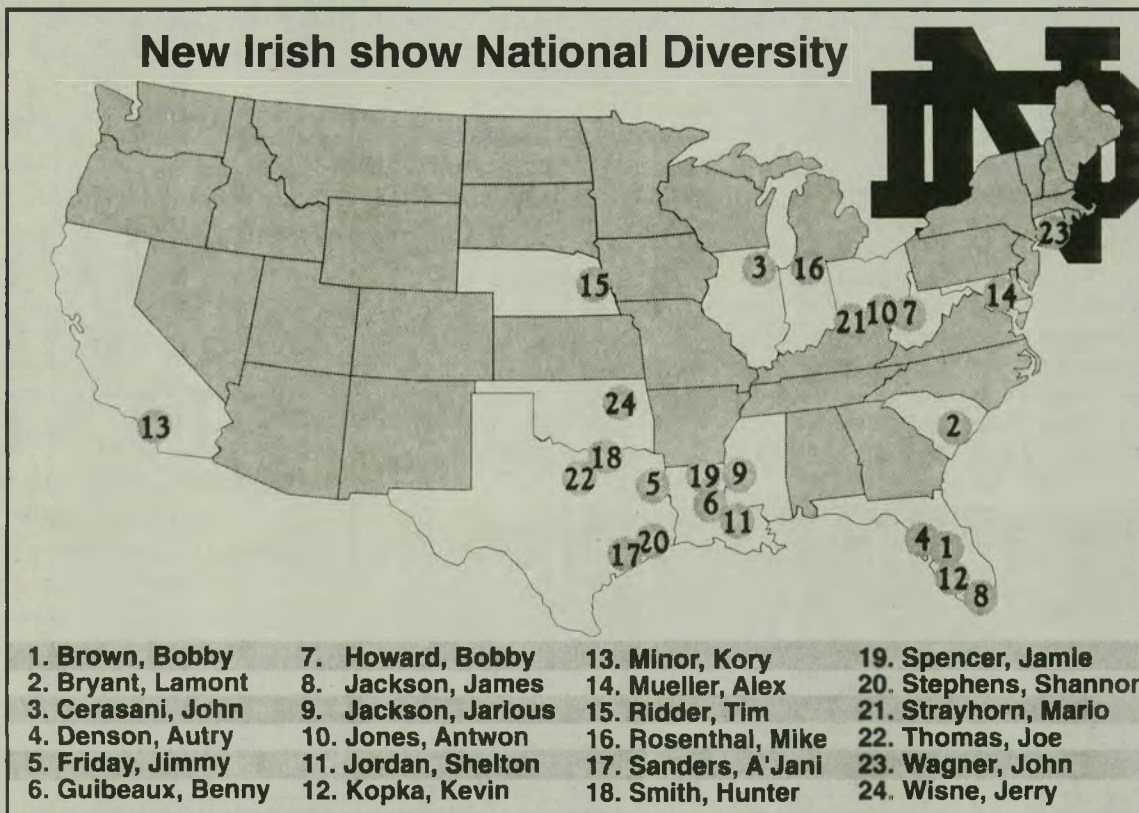 New Irish show National Diversity
ND
23
3
16
15
14
21
10
7
24
13
2
18
22
5
19
9
6
11
20
17
4
1
12
8
1. Brown, Bobby
2. Bryant, Lamont
3. Cerasani, John
4. Denson, Autry
5. Friday, Jimmy
6. Guibeaux, Benny
7. Howard, Bobby
8. Jackson, James
9. Jackson, Jarious
10. Jones, Antwon
11. Jordan, Shelton
12. Kopka, Kevin
13. Minor, Kory
14. Mueller, Alex
15. Ridder, Tim
16. Rosenthal, Mike
17. Sanders, A'Jani
18. Smith, Hunter
19. Spencer, Jamie
20. Stephens, Shannon
21. Strayhorn, Mario
22. Thomas, Joe
23. Wagner, John
24. Wisne, Jerry